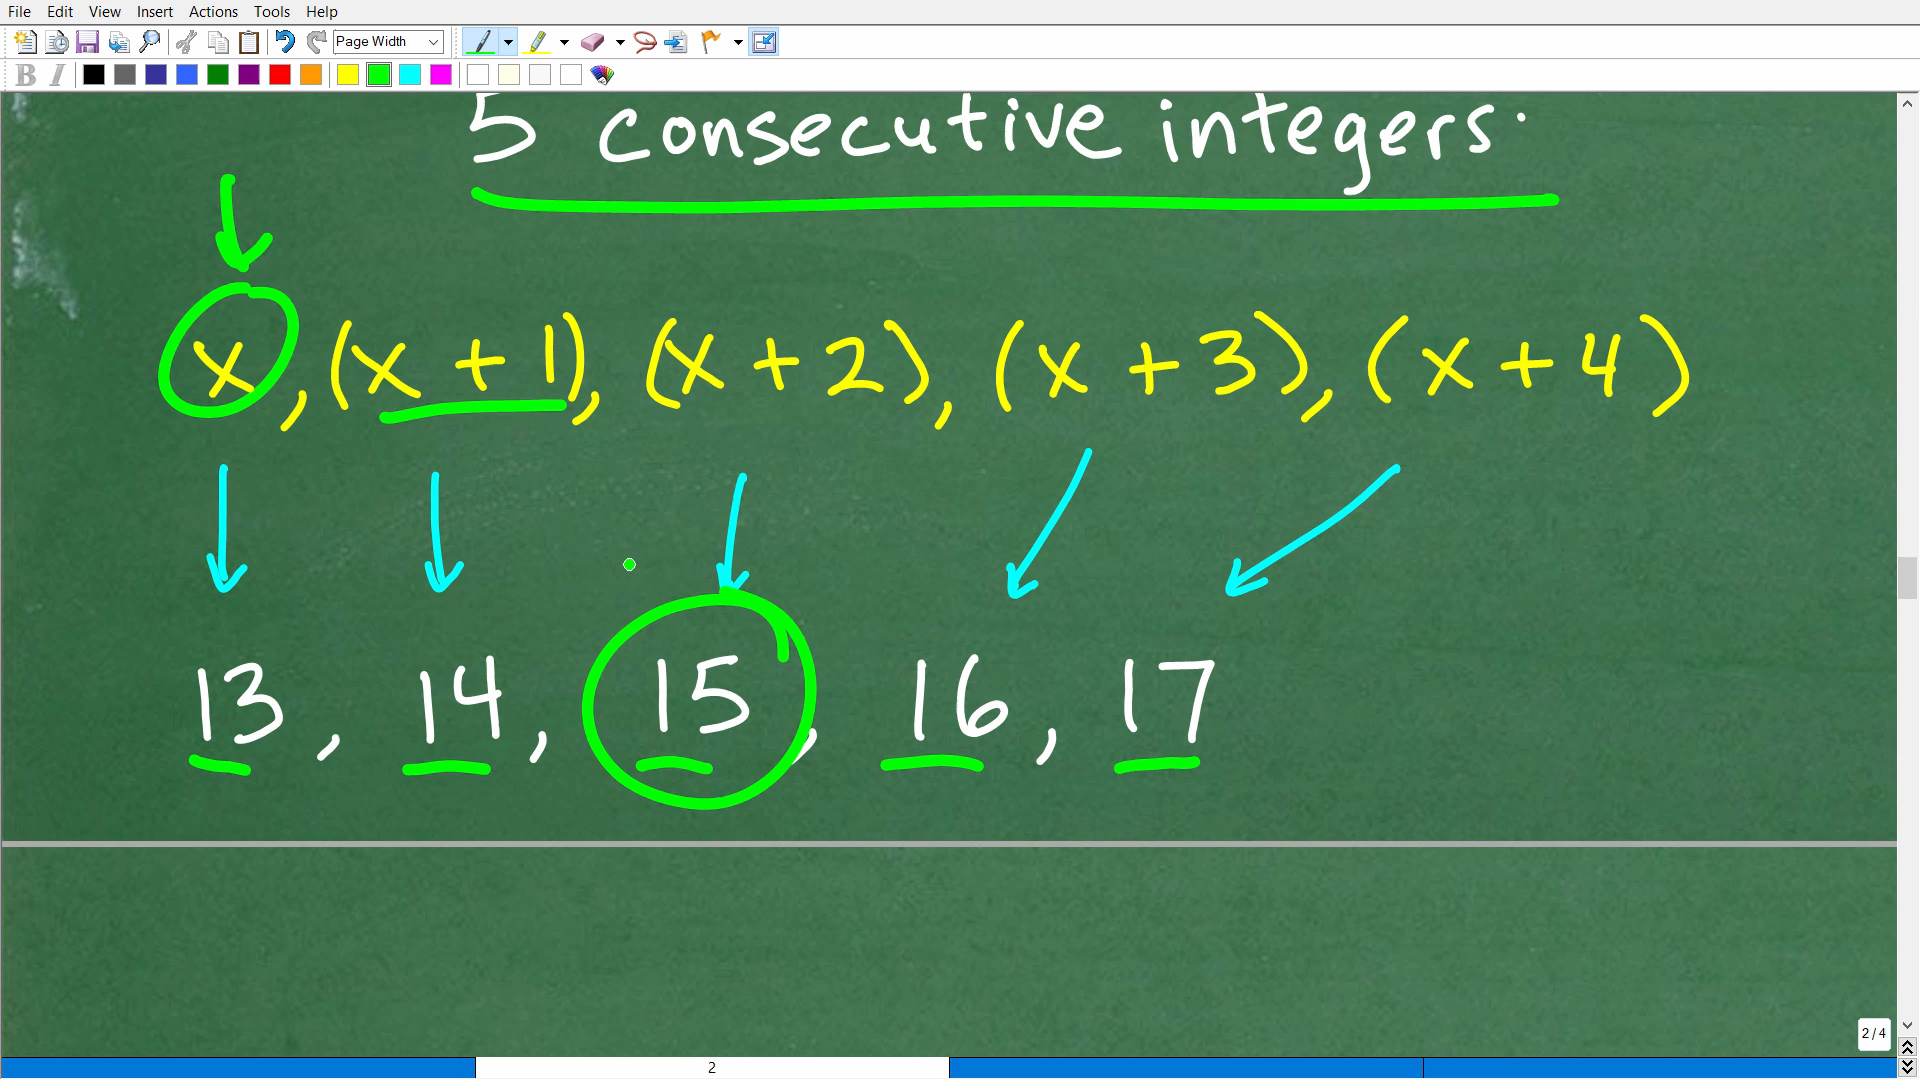 File Edit View Insert Actions Tools Help
Page Width
B I
5 consecutive integers.
x, (x + 1), (x + 2), (x + 3), (x + 4)
13, 14, 15, 16, 17
2 / 4
2